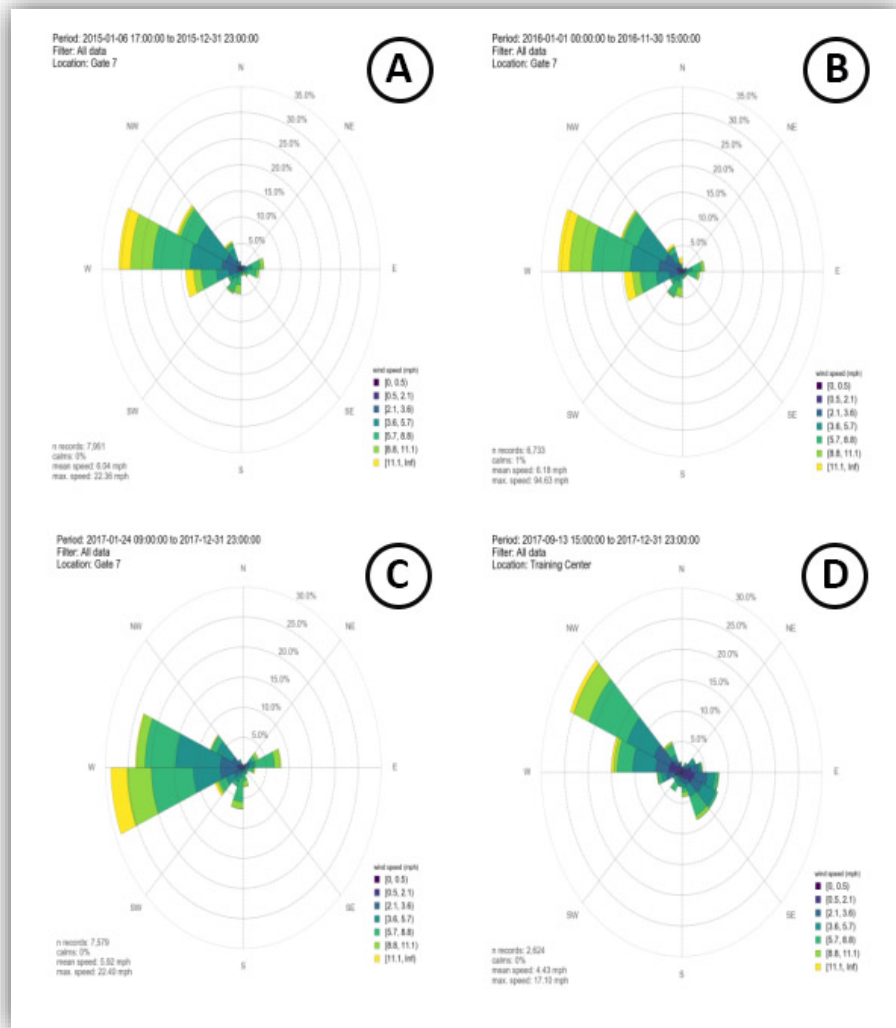 Period: 2015-01-06 17:00:00 to 2015-12-31 23:00:00
Filter: All data
Location: Gate 7
A
N
NE
E
SE
S
SW
W
NW
35.0%
30.0%
25.0%
20.0%
15.0%
10.0%
5.0%
wind speed (mph)
[0, 0.5)
[0.5, 2.1)
[2.1, 3.6)
[3.6, 5.7)
[5.7, 8.8)
[8.8, 11.1)
[11.1, Inf)
n records: 7,961
calms: 0%
mean speed: 6.04 mph
max. speed: 22.36 mph
Period: 2016-01-01 00:00:00 to 2016-11-30 15:00:00
Filter: All data
Location: Gate 7
B
N
NE
E
SE
S
SW
W
NW
35.0%
30.0%
25.0%
20.0%
15.0%
10.0%
5.0%
wind speed (mph)
[0, 0.5)
[0.5, 2.1)
[2.1, 3.6)
[3.6, 5.7)
[5.7, 8.8)
[8.8, 11.1)
[11.1, Inf)
n records: 6,733
calms: 1%
mean speed: 6.18 mph
max. speed: 94.63 mph
Period: 2017-01-24 09:00:00 to 2017-12-31 23:00:00
Filter: All data
Location: Gate 7
C
N
NE
E
SE
S
SW
W
NW
30.0%
25.0%
20.0%
15.0%
10.0%
5.0%
wind speed (mph)
[0, 0.5)
[0.5, 2.1)
[2.1, 3.6)
[3.6, 5.7)
[5.7, 8.8)
[8.8, 11.1)
[11.1, Inf)
n records: 7,579
calms: 0%
mean speed: 5.92 mph
max. speed: 22.40 mph
Period: 2017-09-13 15:00:00 to 2017-12-31 23:00:00
Filter: All data
Location: Training Center
D
N
NE
E
SE
S
SW
W
NW
30.0%
25.0%
20.0%
15.0%
10.0%
5.0%
wind speed (mph)
[0, 0.5)
[0.5, 2.1)
[2.1, 3.6)
[3.6, 5.7)
[5.7, 8.8)
[8.8, 11.1)
[11.1, Inf)
n records: 2,624
calms: 0%
mean speed: 4.43 mph
max. speed: 17.10 mph